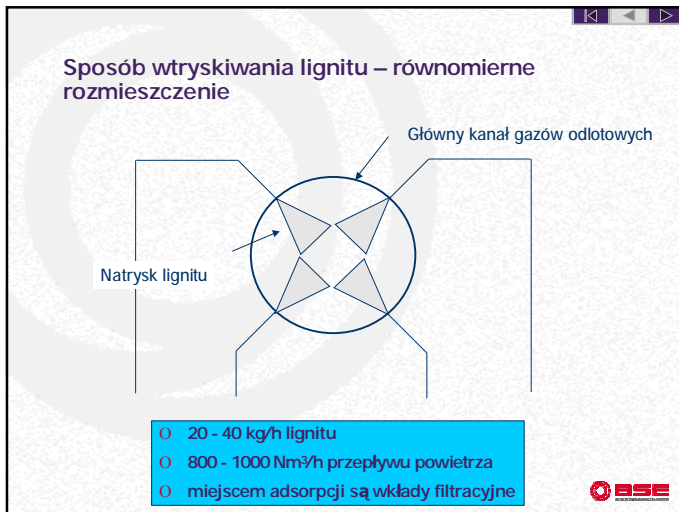 Sposób wtryskiwania lignitu – równomierne
rozmieszczenie
Główny kanał gazów odlotowych
Natrysk lignitu
O 20 - 40 kg/h lignitu
O 800 - 1000 Nm³/h przepływu powietrza
O miejscem adsorpcji są wkłady filtracyjne
BSE